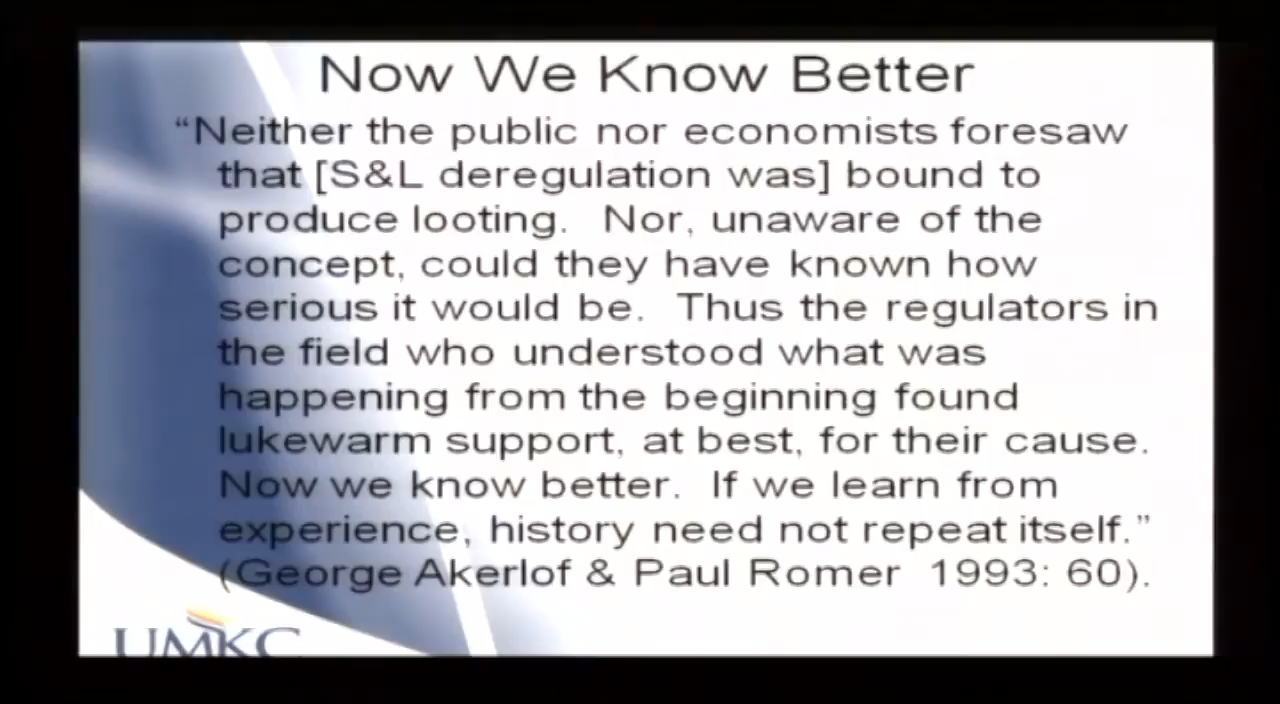 Now We Know Better
“Neither the public nor economists foresaw
that [S&L deregulation was] bound to
produce looting.  Nor, unaware of the
concept, could they have known how
serious it would be.  Thus the regulators in
the field who understood what was
happening from the beginning found
lukewarm support, at best, for their cause.
Now we know better.  If we learn from
experience, history need not repeat itself.”
(George Akerlof & Paul Romer  1993: 60).
UMKC